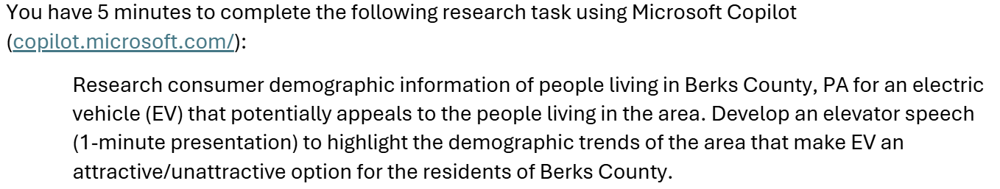 You have 5 minutes to complete the following research task using Microsoft Copilot
(copilot.microsoft.com/):
Research consumer demographic information of people living in Berks County, PA for an electric
vehicle (EV) that potentially appeals to the people living in the area. Develop an elevator speech
(1-minute presentation) to highlight the demographic trends of the area that make EV an
attractive/unattractive option for the residents of Berks County.